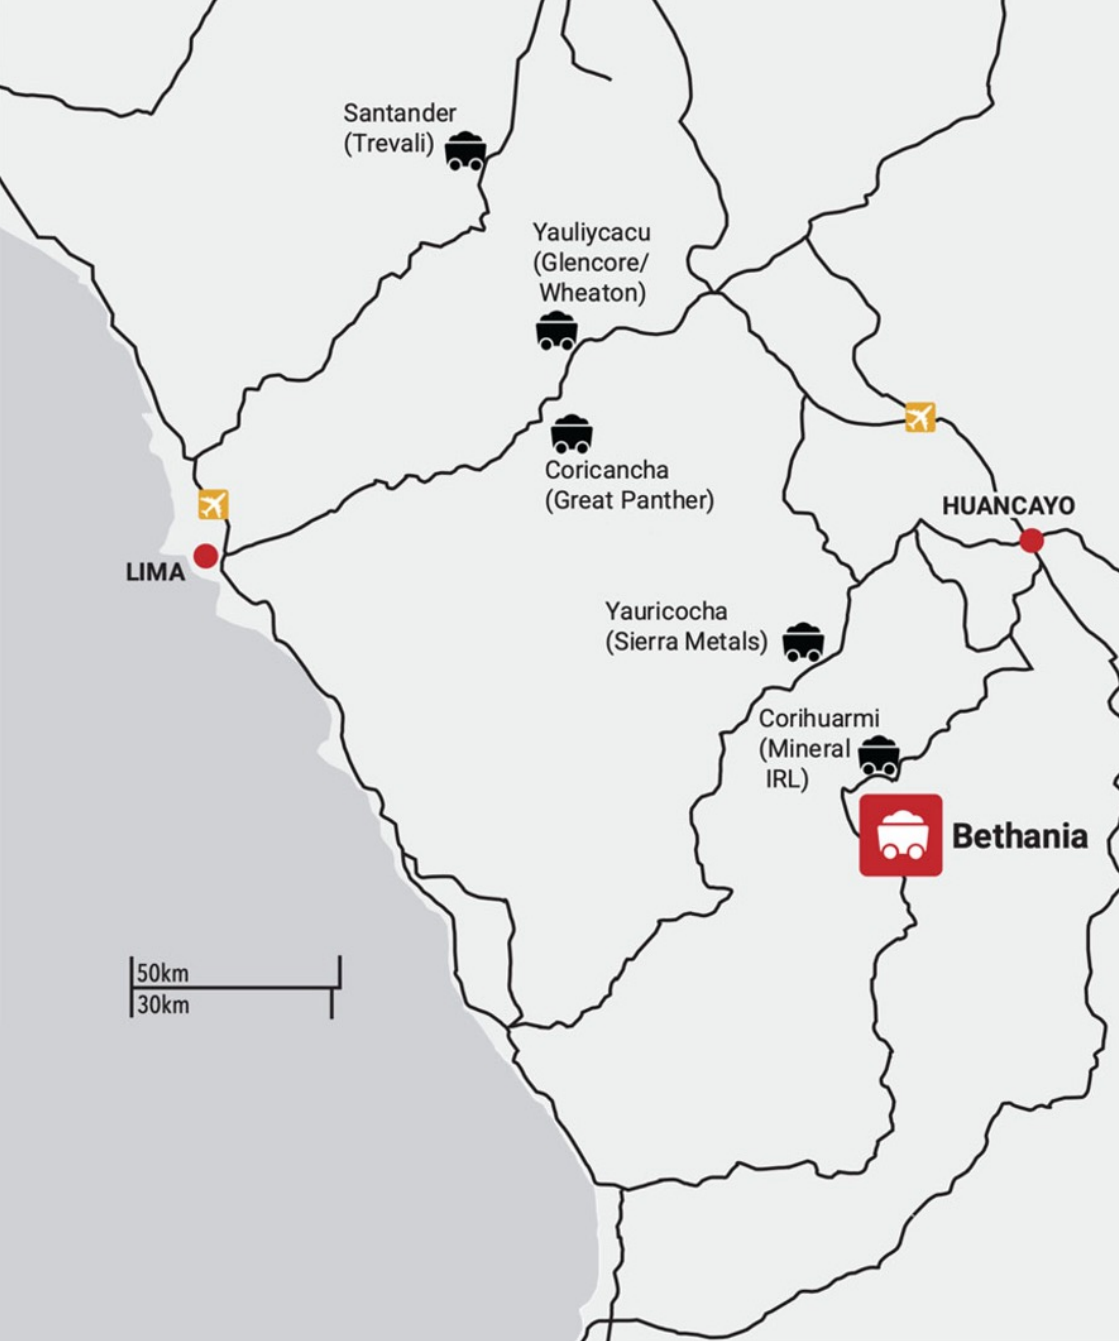 Santander
(Trevali)
Yauliycacu
(Glencore/
Wheaton)
Coricancha
(Great Panther)
HUANCAYO
LIMA
Yauricocha
(Sierra Metals)
Corihuarmi
(Mineral
IRL)
Bethania
50km
30km